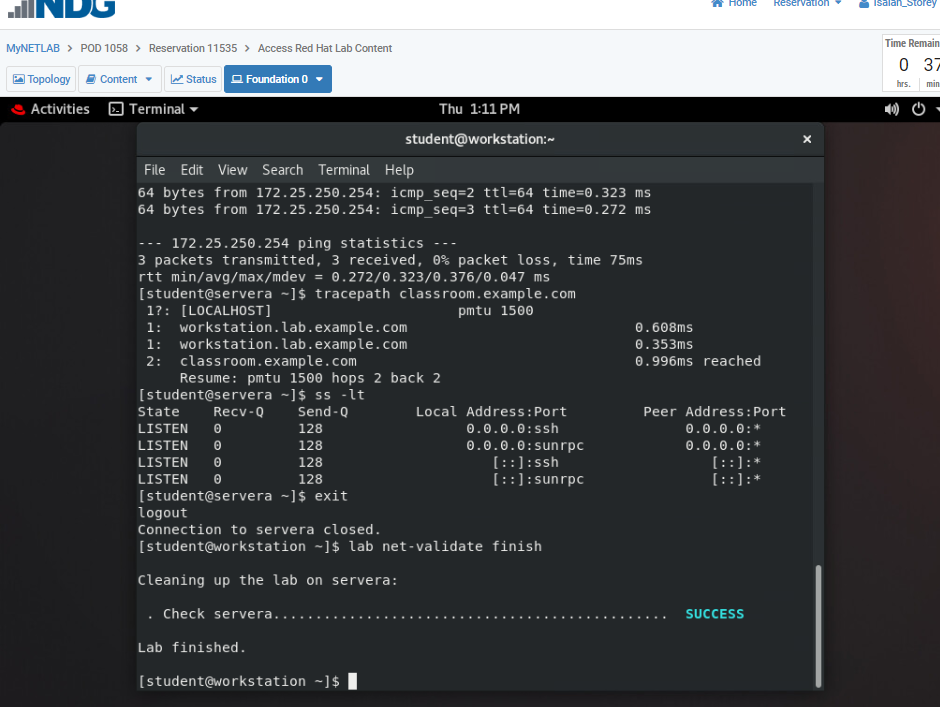 NDG
Home Reservation Isaiah_Storey
MyNETLAB > POD 1058 > Reservation 11535 > Access Red Hat Lab Content
Time Remain
0 37
hrs. min
Topology Content Status Foundation 0
Activities Terminal Thu 1:11 PM
student@workstation:~ ×
File Edit View Search Terminal Help
64 bytes from 172.25.250.254: icmp_seq=2 ttl=64 time=0.323 ms
64 bytes from 172.25.250.254: icmp_seq=3 ttl=64 time=0.272 ms
--- 172.25.250.254 ping statistics ---
3 packets transmitted, 3 received, 0% packet loss, time 75ms
rtt min/avg/max/mdev = 0.272/0.323/0.376/0.047 ms
[student@servera ~]$ tracepath classroom.example.com
1?: [LOCALHOST] pmtu 1500
1: workstation.lab.example.com 0.608ms
1: workstation.lab.example.com 0.353ms
2: classroom.example.com 0.996ms reached
Resume: pmtu 1500 hops 2 back 2
[student@servera ~]$ ss -lt
State Recv-Q Send-Q Local Address:Port Peer Address:Port
LISTEN 0 128 0.0.0.0:ssh 0.0.0.0:*
LISTEN 0 128 0.0.0.0:sunrpc 0.0.0.0:*
LISTEN 0 128 [::]:ssh [::]:*
LISTEN 0 128 [::]:sunrpc [::]:*
[student@servera ~]$ exit
logout
Connection to servera closed.
[student@workstation ~]$ lab net-validate finish
Cleaning up the lab on servera:
. Check servera............................................... SUCCESS
Lab finished.
[student@workstation ~]$